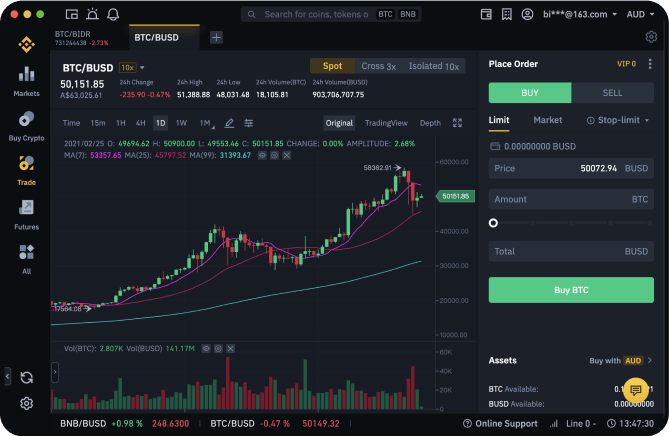 Search for coins, tokens o BTC BNB
bi***@163.com AUD
BTC/BIDR
731244438 -2.73%
BTC/BUSD
Markets
Buy Crypto
Trade
Futures
All
BTC/BUSD 10x
50,151.85
A$63,025.61
24h Change
-235.90 -0.47%
24h High
51,388.88
24h Low
48,031.48
24h Volume(BTC)
18,105.81
24h Volume(BUSD)
903,706,707.75
Spot Cross 3x Isolated 10x
Time 15m 1H 4H 1D 1W 1M
Original TradingView Depth
2021/02/25 O: 49694.62 H: 50900.00 L: 49553.46 C: 50151.85 CHANGE: 0.00% AMPLITUDE: 2.68%
MA(7): 53357.65 MA(25): 45797.52 MA(99): 31393.67
58362.91
60000.00
50151.85
40000.00
30000.00
20000.00
10000.00
17564.08
Vol(BTC): 2.807K Vol(BUSD) 141.17M
60K
40K
20K
0
Place Order VIP 0
BUY SELL
Limit Market Stop-limit
0.00000000 BUSD
Price 50072.94 BUSD
Amount BTC
Total BUSD
Buy BTC
Assets Buy with AUD
BTC Available:
BUSD Available: 0.00000000
BNB/BUSD +0.98% 248.6300 BTC/BUSD -0.47% 50149.32
Online Support Line 0 - 13:47:30